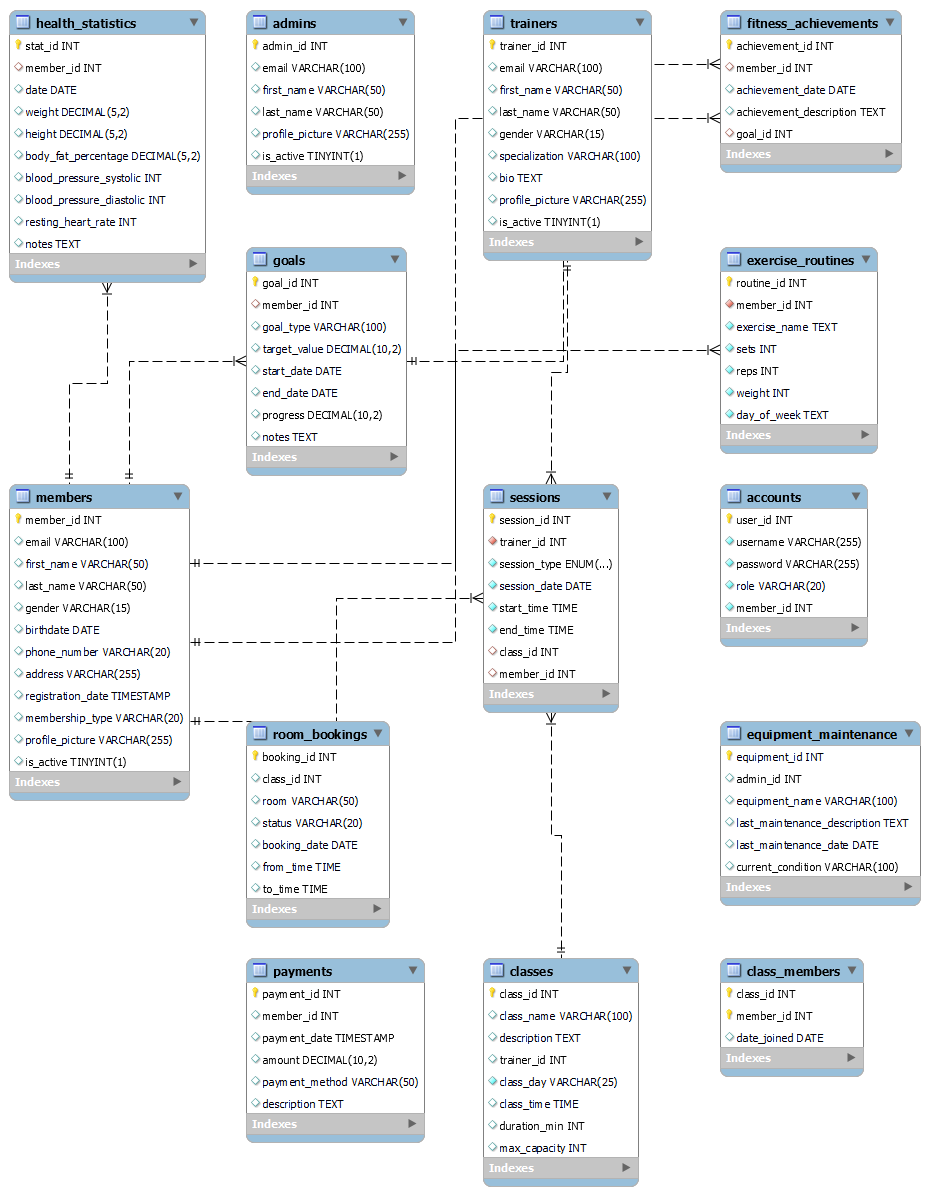 health_statistics
stat_id INT
member_id INT
date DATE
weight DECIMAL(5,2)
height DECIMAL(5,2)
body_fat_percentage DECIMAL(5,2)
blood_pressure_systolic INT
blood_pressure_diastolic INT
resting_heart_rate INT
notes TEXT
Indexes
admins
admin_id INT
email VARCHAR(100)
first_name VARCHAR(50)
last_name VARCHAR(50)
profile_picture VARCHAR(255)
is_active TINYINT(1)
Indexes
trainers
trainer_id INT
email VARCHAR(100)
first_name VARCHAR(50)
last_name VARCHAR(50)
gender VARCHAR(15)
specialization VARCHAR(100)
bio TEXT
profile_picture VARCHAR(255)
is_active TINYINT(1)
Indexes
fitness_achievements
achievement_id INT
member_id INT
achievement_date DATE
achievement_description TEXT
goal_id INT
Indexes
goals
goal_id INT
member_id INT
goal_type VARCHAR(100)
target_value DECIMAL(10,2)
start_date DATE
end_date DATE
progress DECIMAL(10,2)
notes TEXT
Indexes
exercise_routines
routine_id INT
member_id INT
exercise_name TEXT
sets INT
reps INT
weight INT
day_of_week TEXT
Indexes
members
member_id INT
email VARCHAR(100)
first_name VARCHAR(50)
last_name VARCHAR(50)
gender VARCHAR(15)
birthdate DATE
phone_number VARCHAR(20)
address VARCHAR(255)
registration_date TIMESTAMP
membership_type VARCHAR(20)
profile_picture VARCHAR(255)
is_active TINYINT(1)
Indexes
sessions
session_id INT
trainer_id INT
session_type ENUM(...)
session_date DATE
start_time TIME
end_time TIME
class_id INT
member_id INT
Indexes
accounts
user_id INT
username VARCHAR(255)
password VARCHAR(255)
role VARCHAR(20)
member_id INT
Indexes
room_bookings
booking_id INT
class_id INT
room VARCHAR(50)
status VARCHAR(20)
booking_date DATE
from_time TIME
to_time TIME
Indexes
equipment_maintenance
equipment_id INT
admin_id INT
equipment_name VARCHAR(100)
last_maintenance_description TEXT
last_maintenance_date DATE
current_condition VARCHAR(100)
Indexes
payments
payment_id INT
member_id INT
payment_date TIMESTAMP
amount DECIMAL(10,2)
payment_method VARCHAR(50)
description TEXT
Indexes
classes
class_id INT
class_name VARCHAR(100)
description TEXT
trainer_id INT
class_day VARCHAR(25)
class_time TIME
duration_min INT
max_capacity INT
Indexes
class_members
class_id INT
member_id INT
date_joined DATE
Indexes